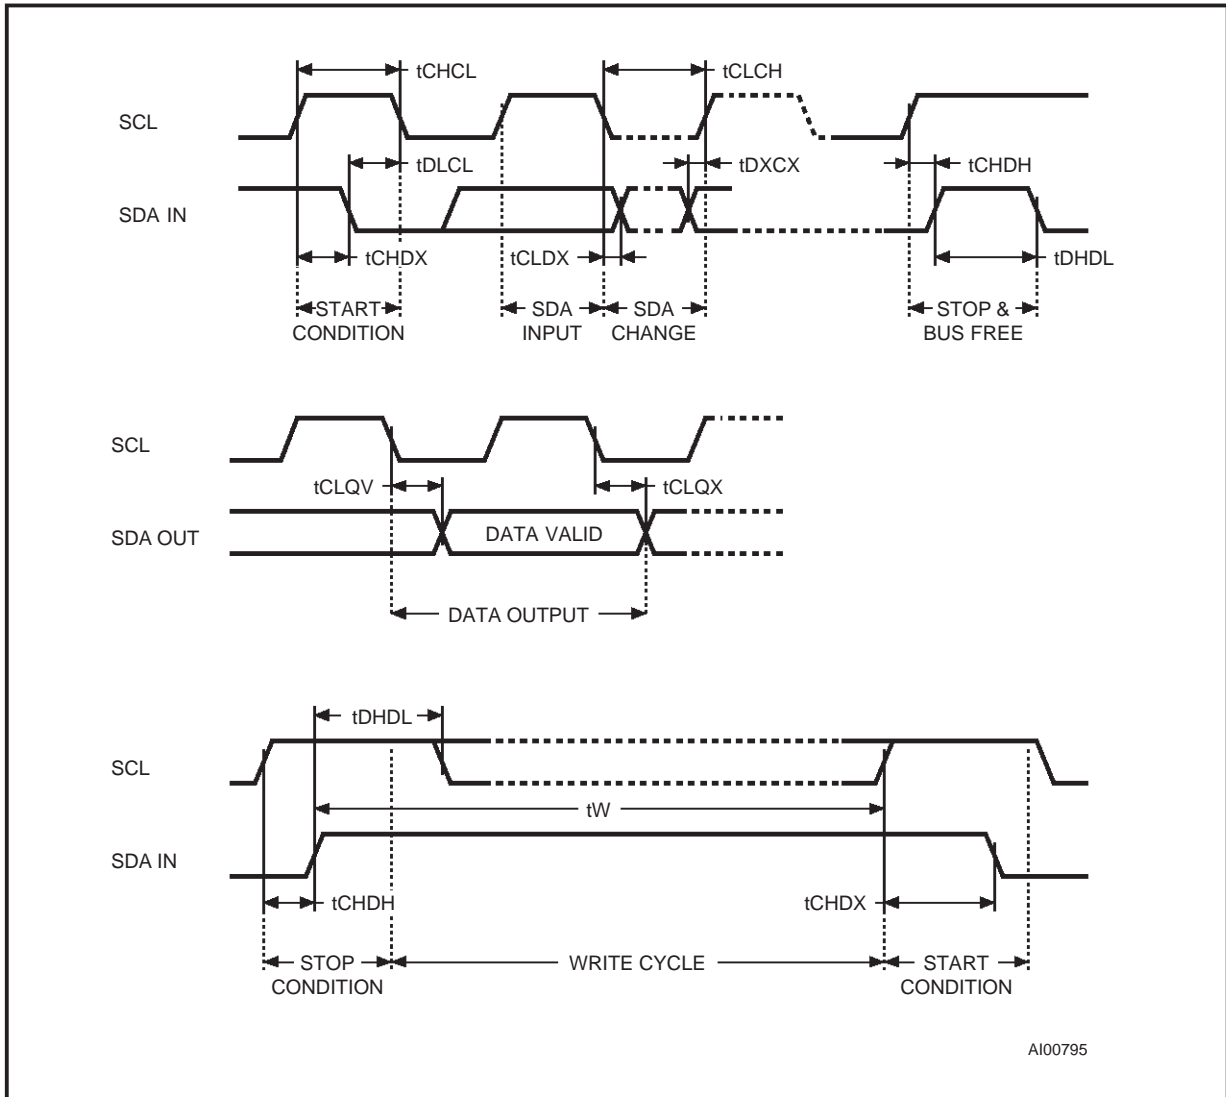 tCHCL
tCLCH
SCL
tDLCL
tDXCX
tCHDH
SDA IN
tCHDX
tCLDX
tDHDL
START
CONDITION
SDA
INPUT
SDA
CHANGE
STOP &
BUS FREE
SCL
tCLQV
tCLQX
SDA OUT
DATA VALID
DATA OUTPUT
tDHDL
SCL
tW
SDA IN
tCHDH
tCHDX
STOP
CONDITION
WRITE CYCLE
START
CONDITION
AI00795